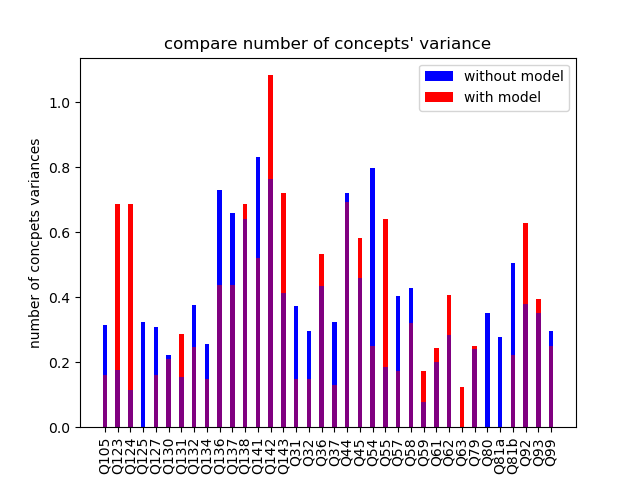 compare number of concepts' variance
without model
with model
number of concpets variances
1.0
0.8
0.6
0.4
0.2
0.0
Q105
Q123
Q124
Q125
Q127
Q130
Q131
Q132
Q134
Q136
Q137
Q138
Q141
Q142
Q143
Q31
Q32
Q36
Q37
Q44
Q45
Q54
Q55
Q57
Q58
Q59
Q61
Q62
Q63
Q79
Q80
Q81a
Q81b
Q92
Q93
Q99